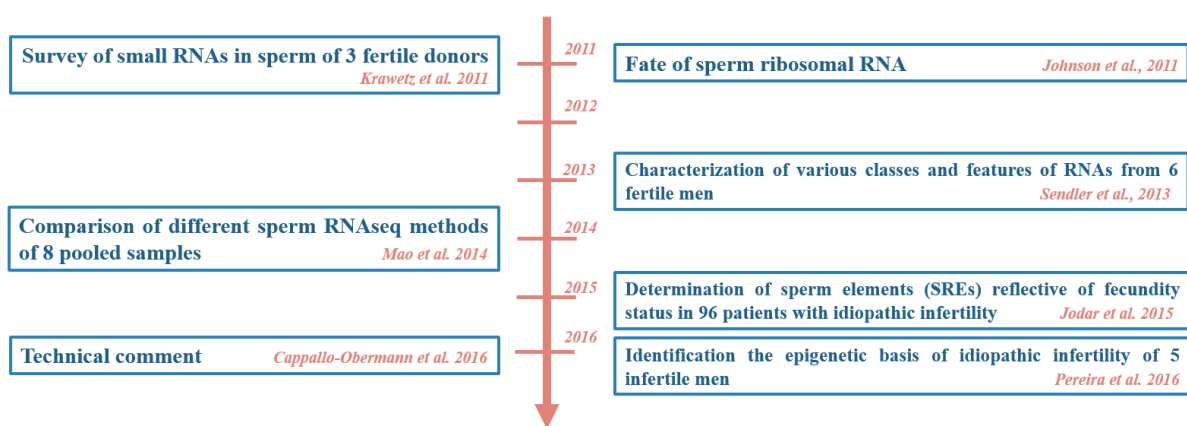 Survey of small RNAs in sperm of 3 fertile donors
Krawetz et al. 2011
2011
Fate of sperm ribosomal RNA Johnson et al., 2011
2012
2013
Characterization of various classes and features of RNAs from 6
fertile men Sendler et al., 2013
Comparison of different sperm RNAseq methods
of 8 pooled samples Mao et al. 2014
2014
2015
Determination of sperm elements (SREs) reflective of fecundity
status in 96 patients with idiopathic infertility Jodar et al. 2015
2016
Technical comment Cappallo-Obermann et al. 2016
Identification the epigenetic basis of idiopathic infertility of 5
infertile men Pereira et al. 2016